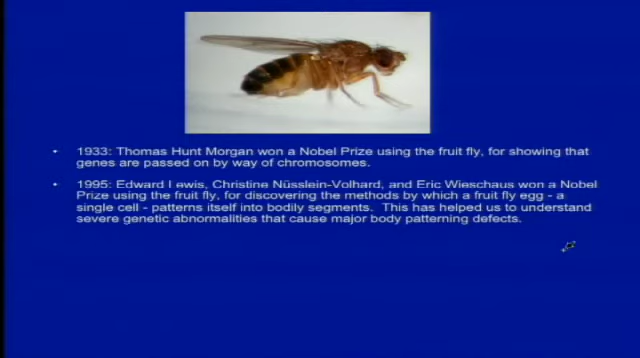 • 1933: Thomas Hunt Morgan won a Nobel Prize using the fruit fly, for showing that
genes are passed on by way of chromosomes.
• 1995: Edward Lewis, Christine Nüsslein-Volhard, and Eric Wieschaus won a Nobel
Prize using the fruit fly, for discovering the methods by which a fruit fly egg - a
single cell - patterns itself into bodily segments. This has helped us to understand
severe genetic abnormalities that cause major body patterning defects.